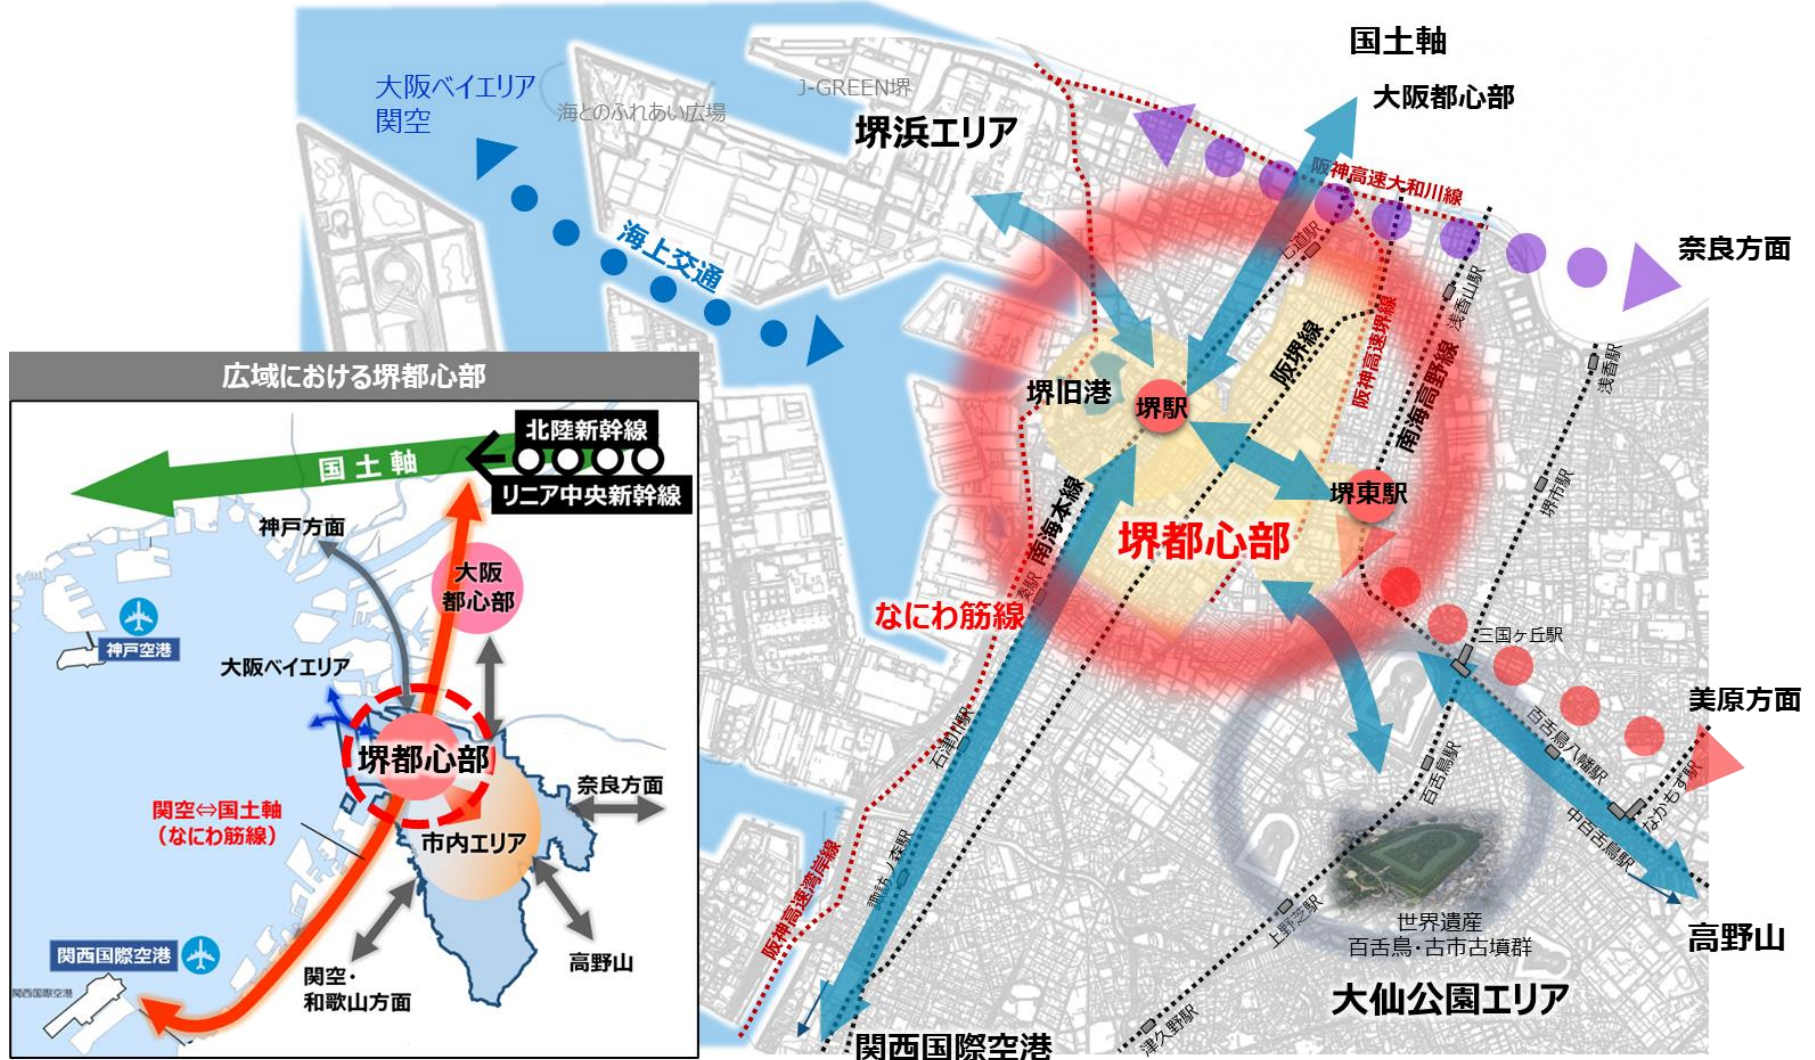 国土軸
大阪都心部
大阪ベイエリア
関空
J-GREEN堺
海とのふれあい広場
堺浜エリア
阪神高速大和川線
奈良方面
海上交通
七道駅
浅香山駅
浅香駅
阪堺線
阪神高速堺線
南海高野線
堺旧港
堺駅
堺東駅
堺市駅
南海本線
堺都心部
湊駅
なにわ筋線
三国ヶ丘駅
美原方面
石津川駅
百舌鳥駅
百舌鳥八幡駅
なかもず駅
中百舌鳥駅
諏訪ノ森駅
阪神高速湾岸線
上野芝駅
世界遺産
百舌鳥・古市古墳群
高野山
大仙公園エリア
津久野駅
関西国際空港
広域における堺都心部
北陸新幹線
国土軸
リニア中央新幹線
神戸方面
大阪
都心部
神戸空港
大阪ベイエリア
堺都心部
奈良方面
関空⇔国土軸
（なにわ筋線）
市内エリア
関西国際空港
関西国際空港
関空・
和歌山方面
高野山